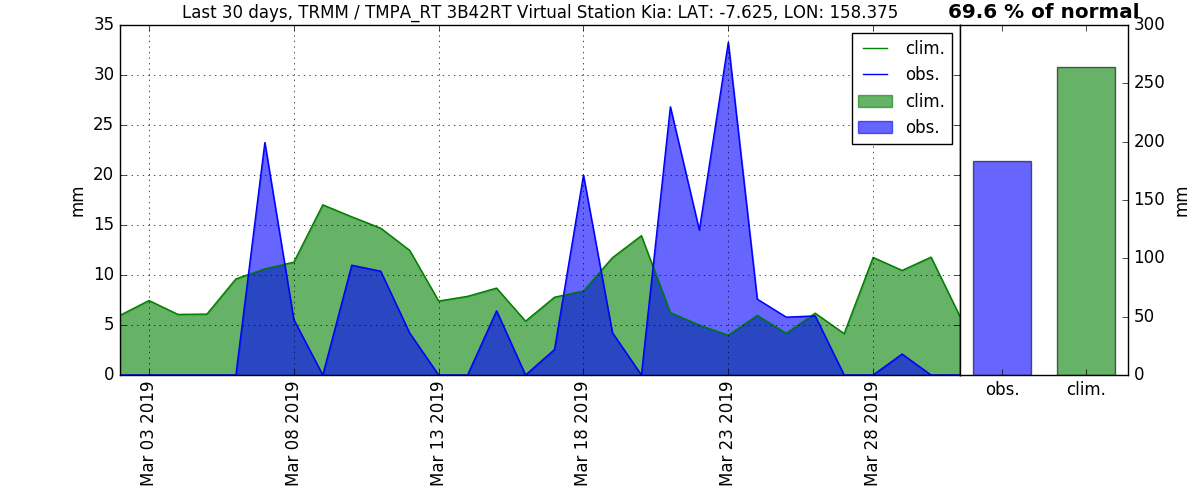 Last 30 days, TRMM / TMPA_RT 3B42RT Virtual Station Kia: LAT: -7.625, LON: 158.375
69.6 % of normal
35
30
25
20
15
10
5
0
mm
clim.
obs.
clim.
obs.
Mar 03 2019
Mar 08 2019
Mar 13 2019
Mar 18 2019
Mar 23 2019
Mar 28 2019
300
250
200
150
100
50
0
mm
obs.
clim.